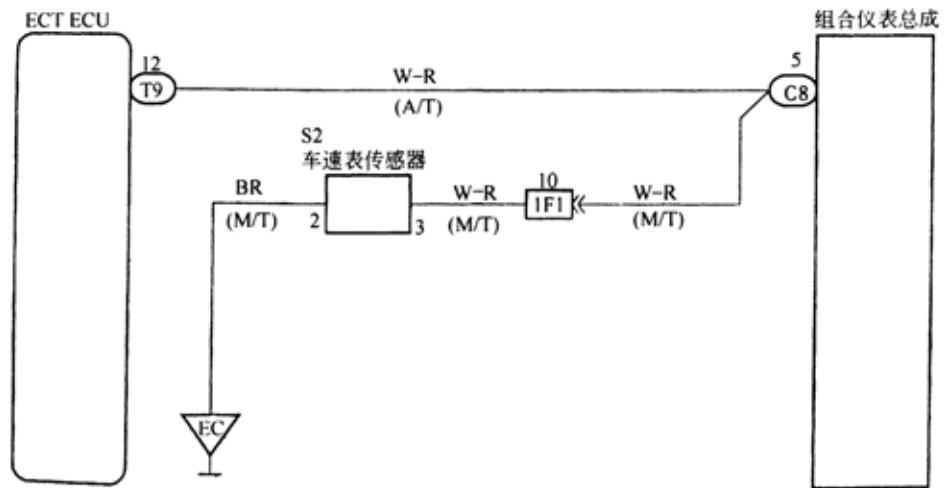 ECT ECU
组合仪表总成
12
5
T9
W-R
C8
(A/T)
S2
车速表传感器
BR
W-R
10
W-R
(M/T)
2
3
(M/T)
1F1
(M/T)
EC